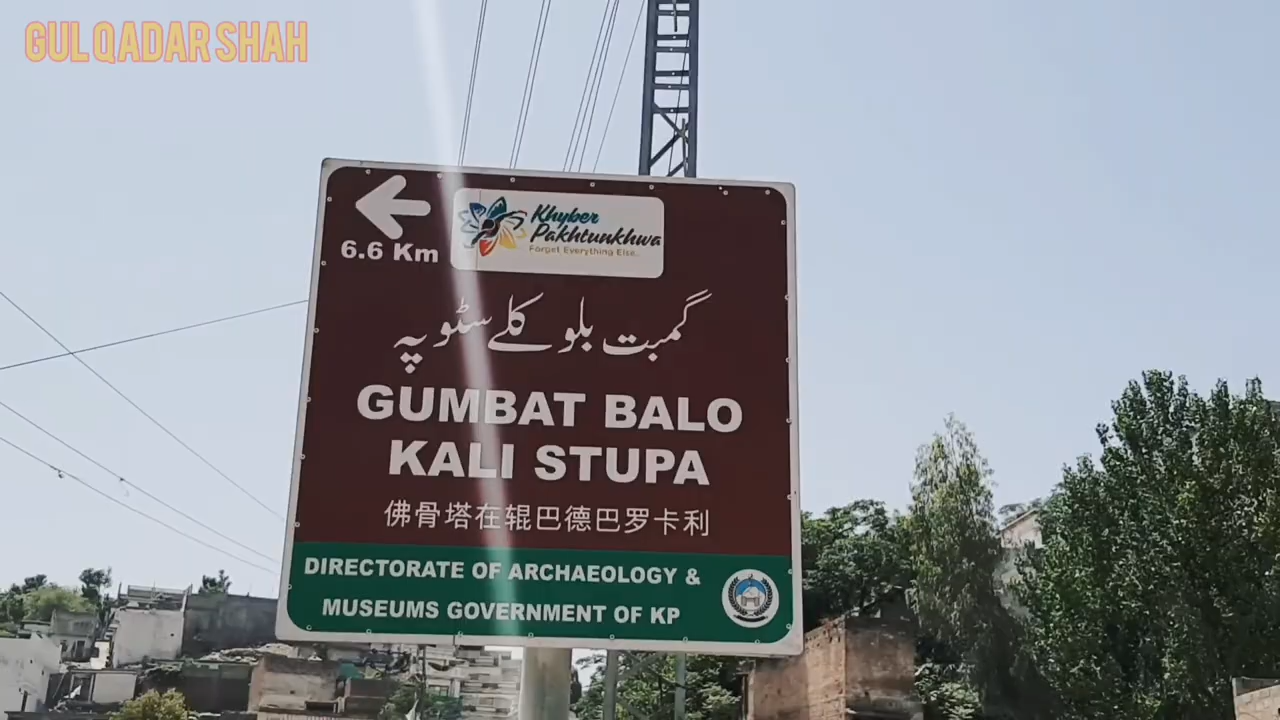 GUL QADAR SHAH
6.6 Km
Khyber
Pakhtunkhwa
Forget Everything Else.
گمبت بلو کلے سٹوپہ
GUMBAT BALO
KALI STUPA
佛骨塔在辊巴德巴罗卡利
DIRECTORATE OF ARCHAEOLOGY &
MUSEUMS GOVERNMENT OF KP